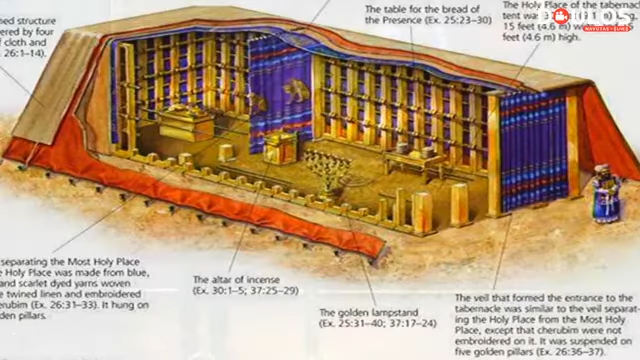 ed structure
ered by four
cloth and
26:1–14).
The table for the bread of
the Presence (Ex. 25:23–30)
The Holy Place of the
tent was
15 feet (4.6 m)
feet (4.6 m) high.
separating the Most Holy Place
Holy Place was made from blue,
and scarlet dyed yarns woven
twined linen and embroidered
(Ex. 26:31–33). It hung on
pillars.
The altar of incense
(Ex. 30:1–5; 37:25–29)
The golden lampstand
(Ex. 25:31–40; 37:17–24)
The veil that formed the entrance to the
tabernacle was similar to the veil separat-
ing the Holy Place from the Most Holy
Place, except that cherubim were not
embroidered on it. It was suspended on
five golden pillars (Ex. 26:36–37).